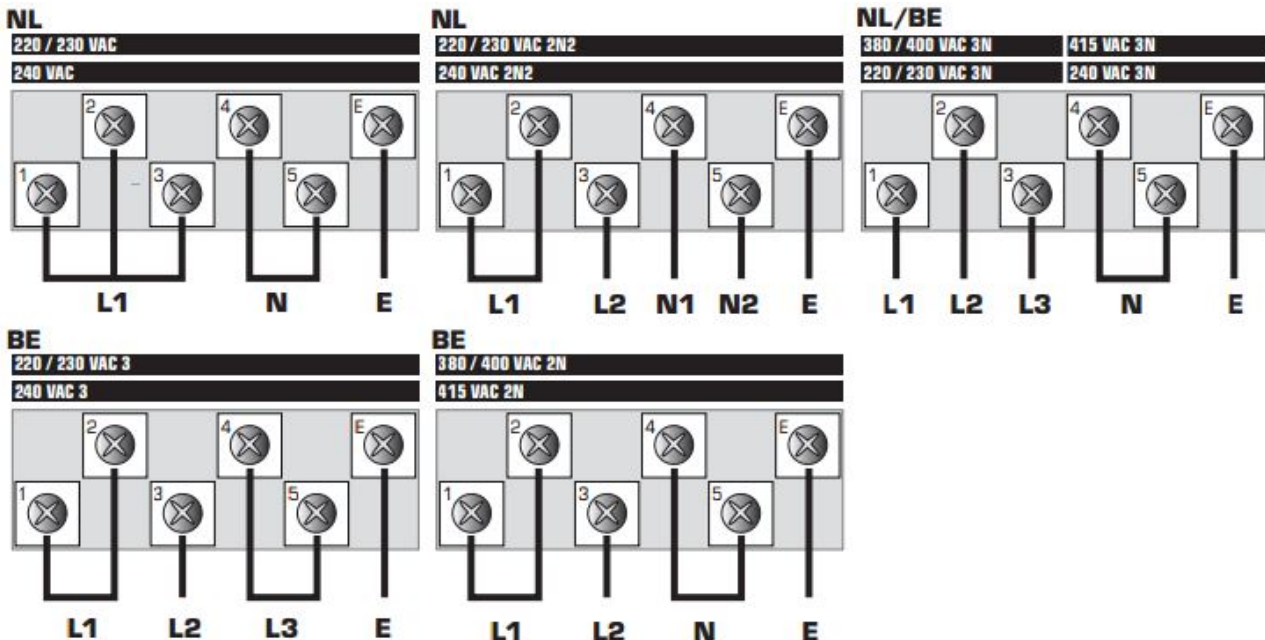 NL
220 / 230 VAC
240 VAC
2 4 E
1 3 5
L1 N E
NL
220 / 230 VAC 2N2
240 VAC 2N2
2 4 E
1 3 5
L1 L2 N1 N2 E
NL/BE
380 / 400 VAC 3N 415 VAC 3N
220 / 230 VAC 3N 240 VAC 3N
2 4 E
1 3 5
L1 L2 L3 N E
BE
220 / 230 VAC 3
240 VAC 3
2 4 E
1 3 5
L1 L2 L3 E
BE
380 / 400 VAC 2N
415 VAC 2N
2 4 E
1 3 5
L1 L2 N E